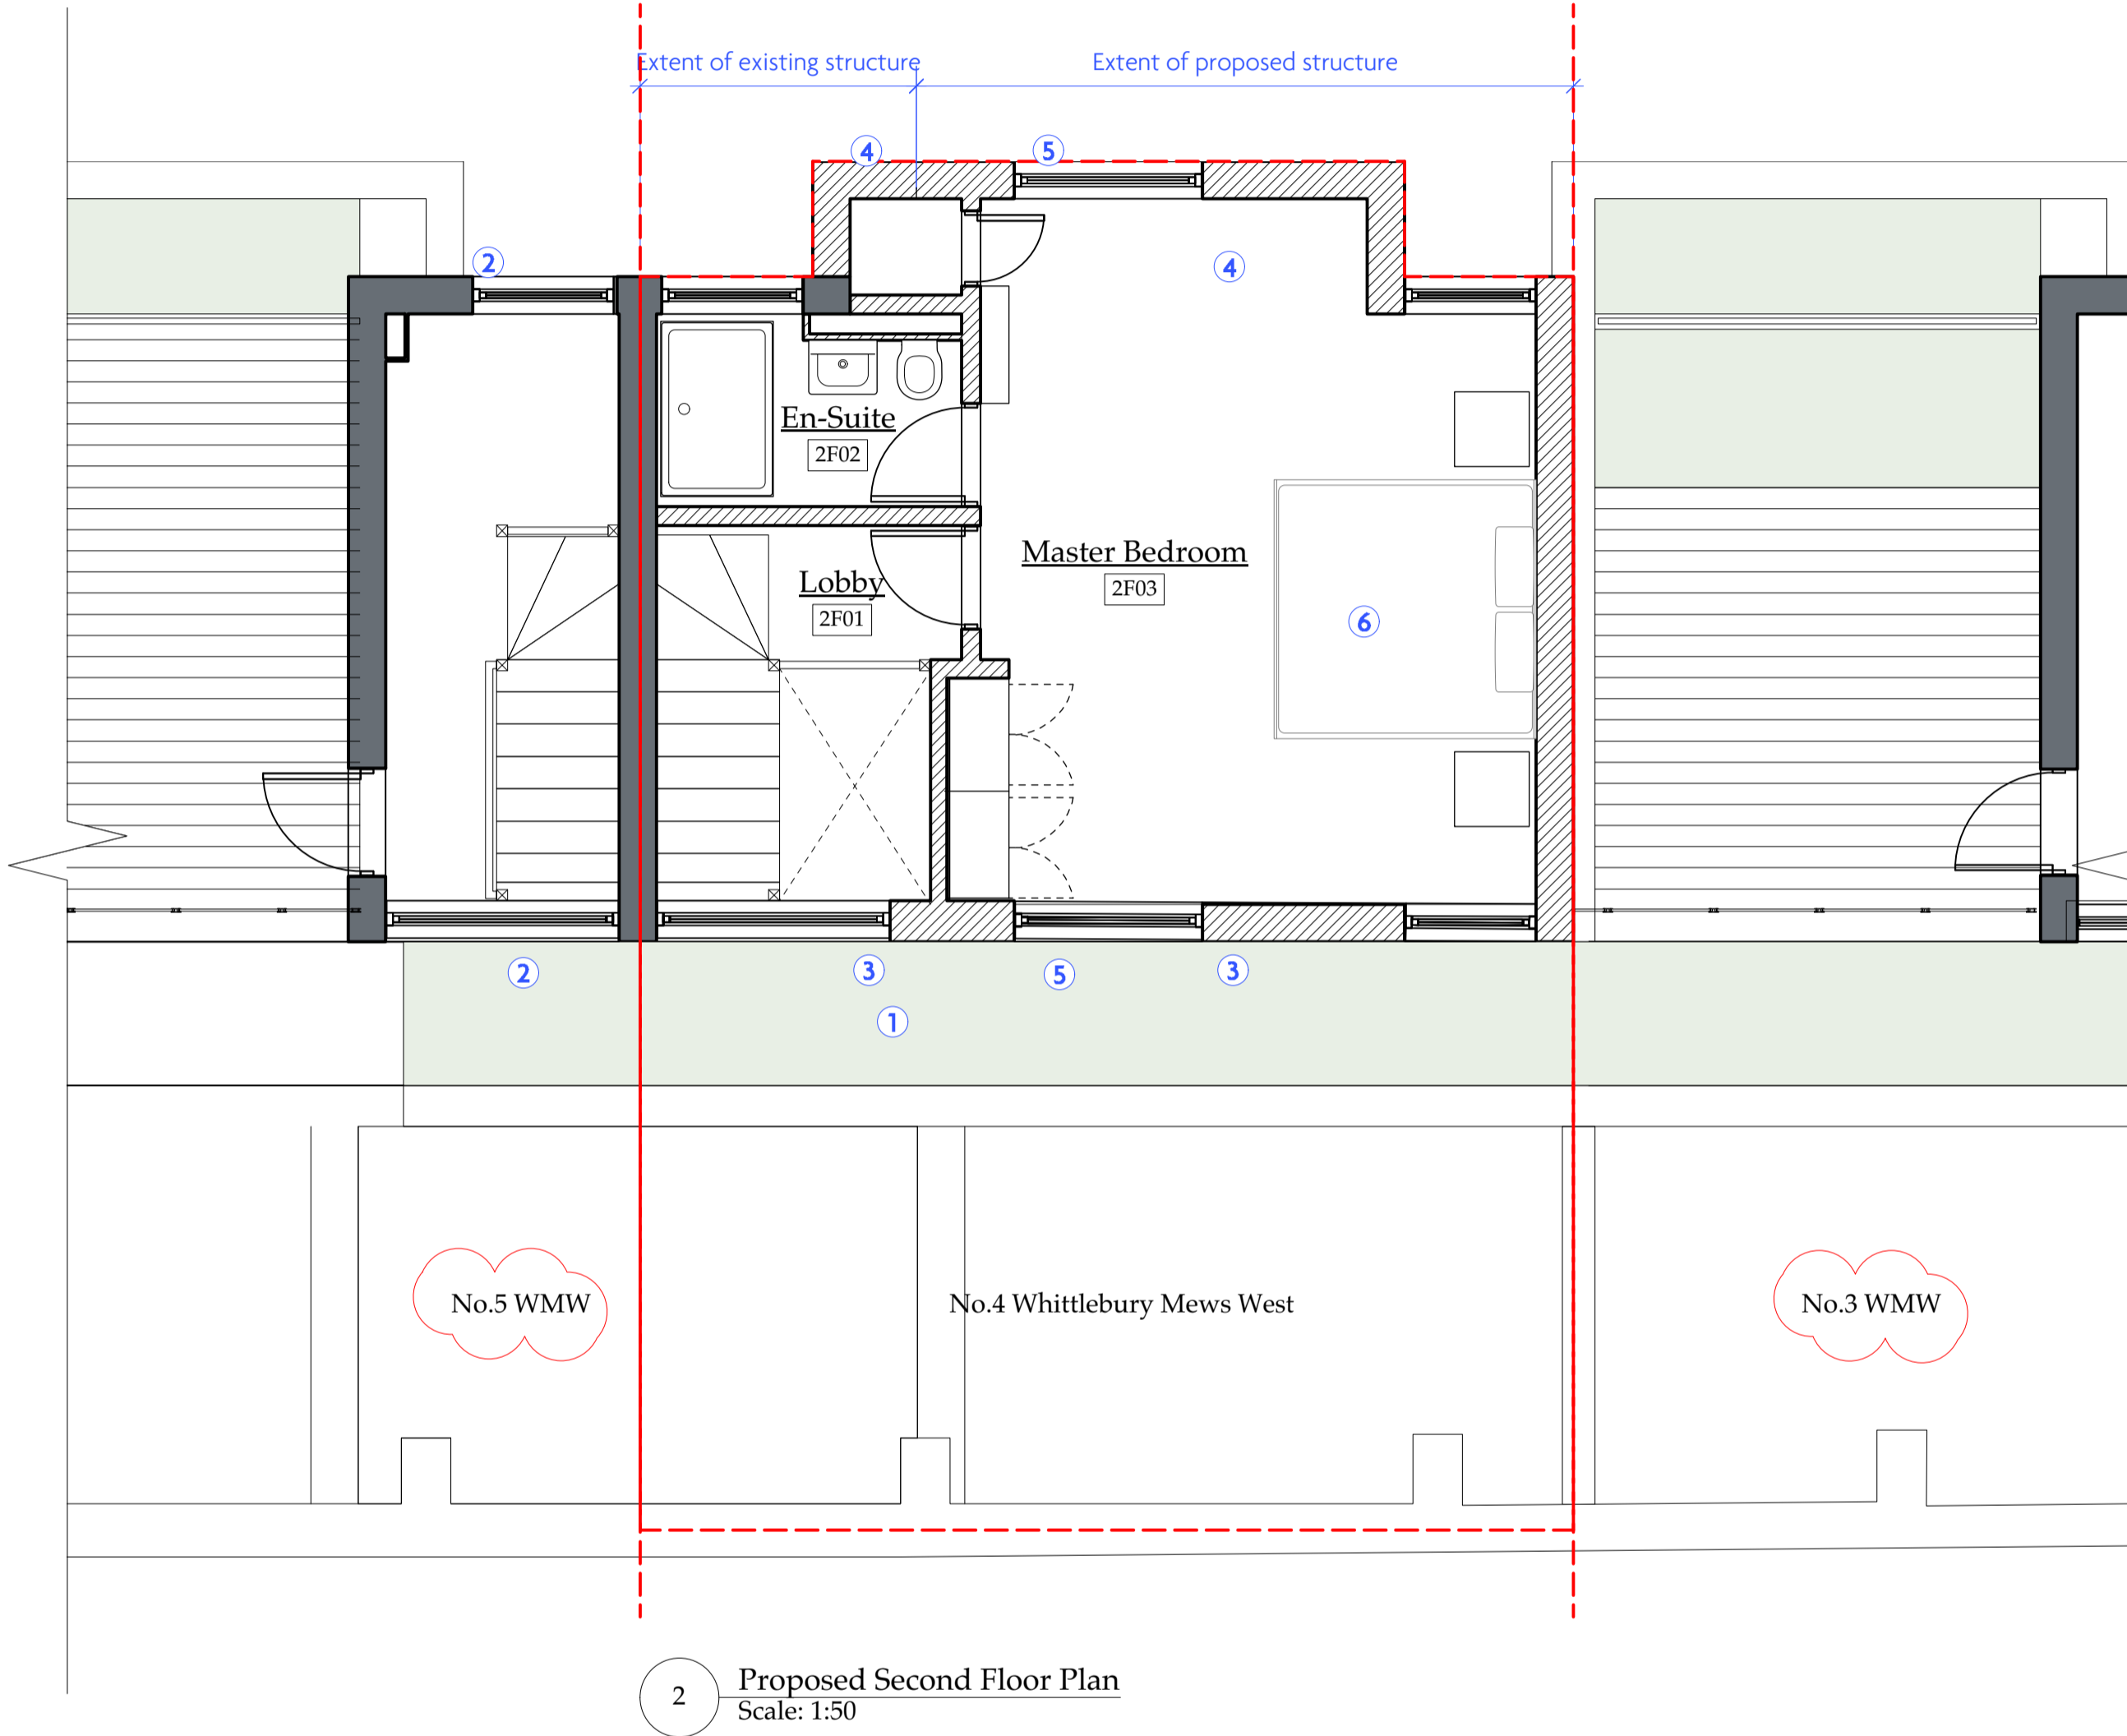 Extent of existing structure
Extent of proposed structure
4
5
2
4
En-Suite
2F02
Master Bedroom
2F03
Lobby
2F01
6
2
3
5
3
1
No.5 WMW
No.4 Whittlebury Mews West
No.3 WMW
2
Proposed Second Floor Plan
Scale: 1:50